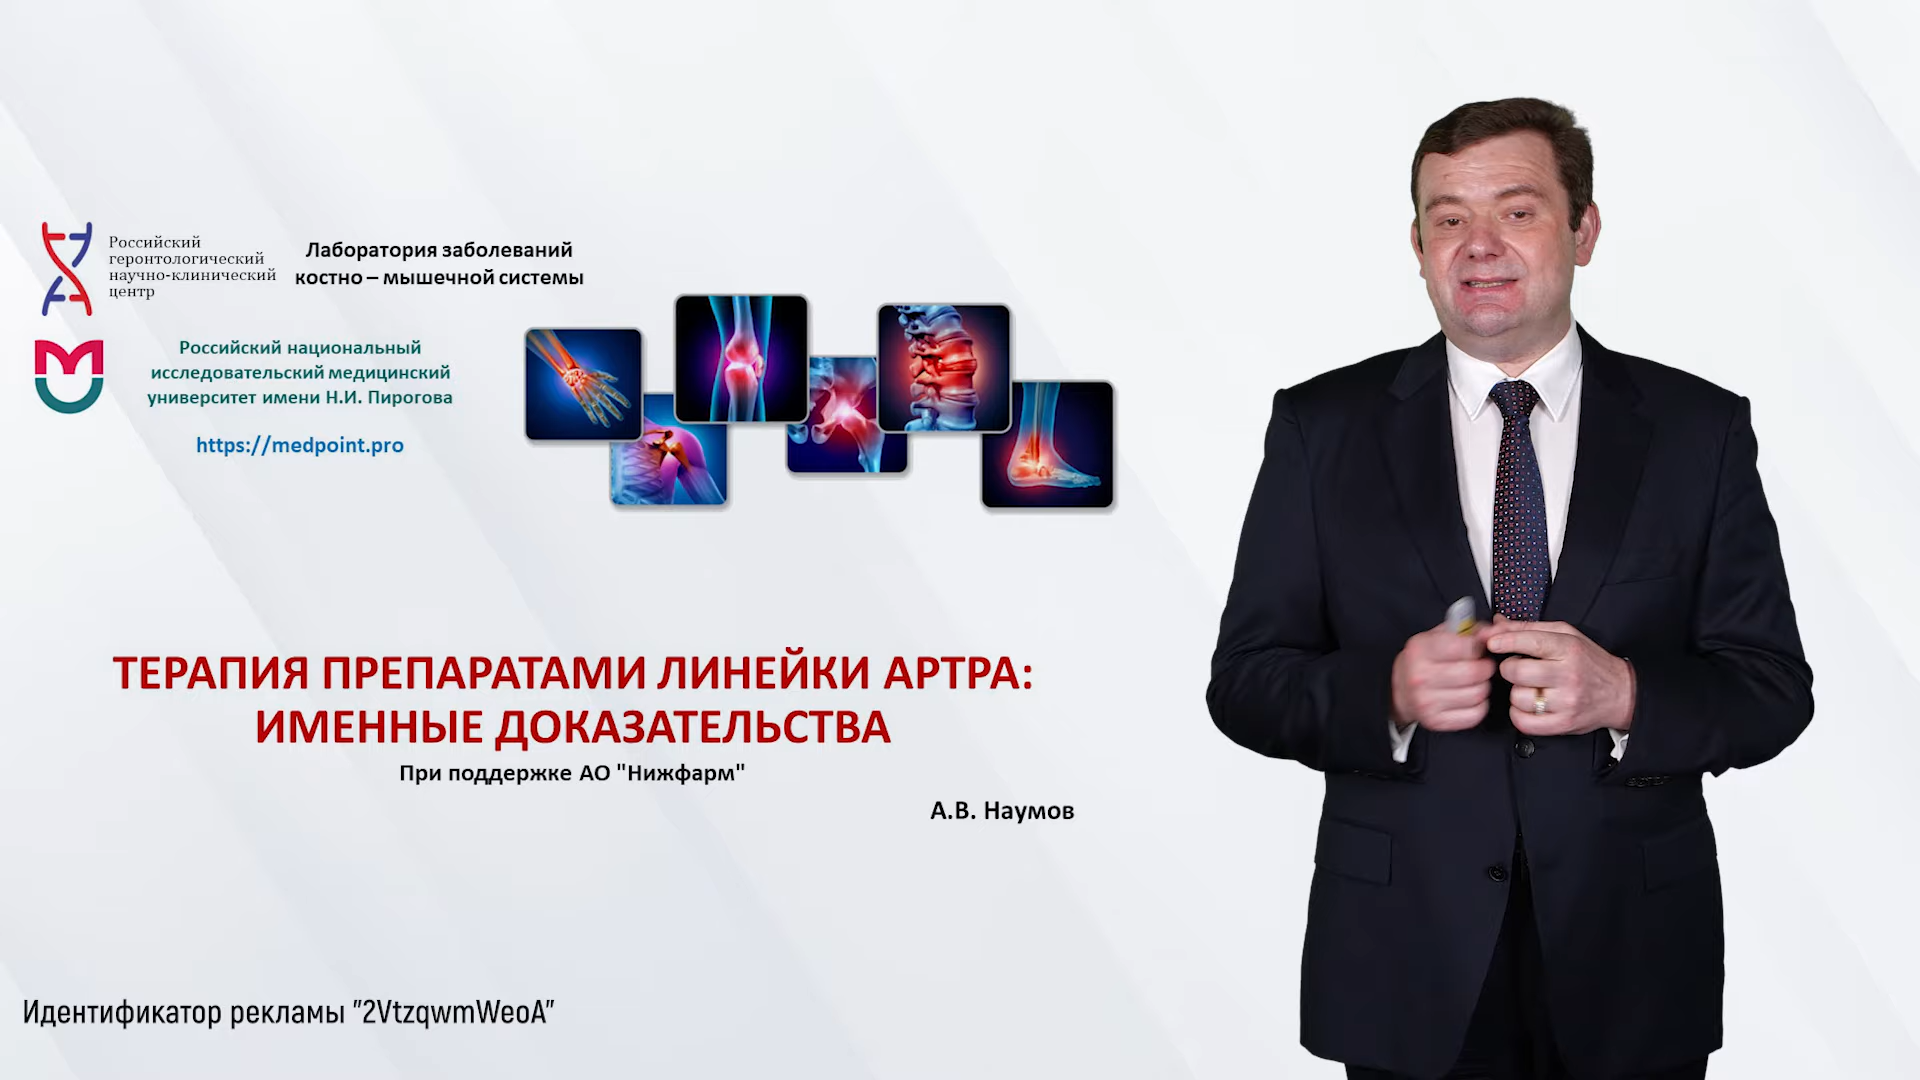 Российский
геронтологический
научно-клинический
центр
Лаборатория заболеваний
костно – мышечной системы
Российский национальный
исследовательский медицинский
университет имени Н.И. Пирогова
https://medpoint.pro
ТЕРАПИЯ ПРЕПАРАТАМИ ЛИНЕЙКИ АРТРА:
ИМЕННЫЕ ДОКАЗАТЕЛЬСТВА
При поддержке АО "Нижфарм"
А.В. Наумов
Идентификатор рекламы "2VtzqwmWeoA"